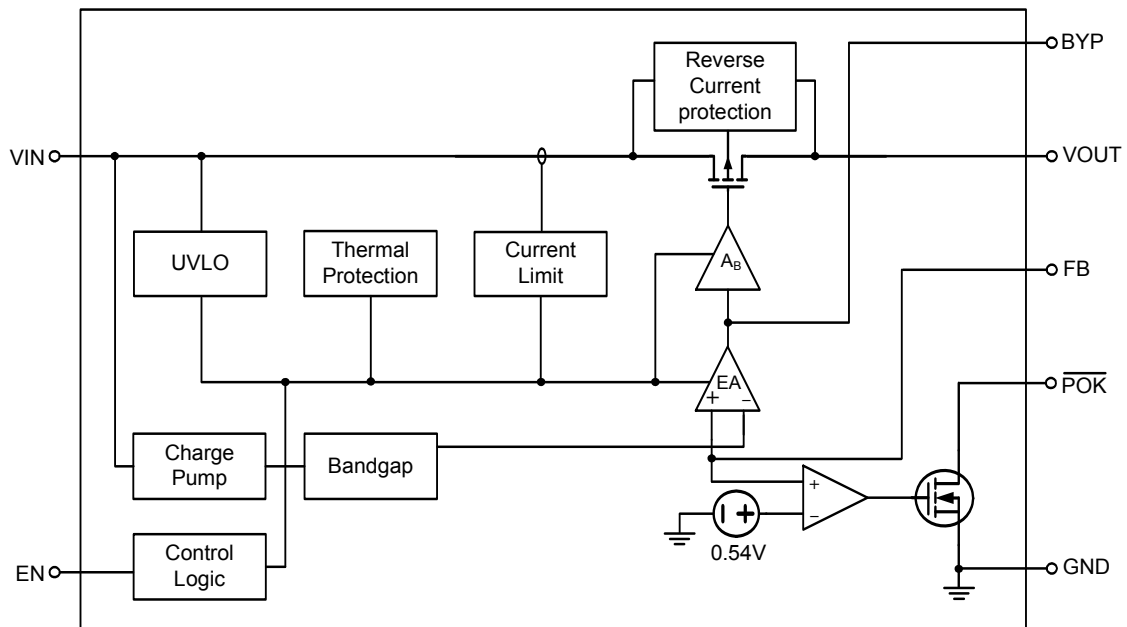 BYP
Reverse
Current
protection
VIN
VOUT
UVLO
Thermal
Protection
Current
Limit
A_B
FB
EA
+
−
P̅O̅K̅
Charge
Pump
Bandgap
+
−
+
0.54V
EN
Control
Logic
GND